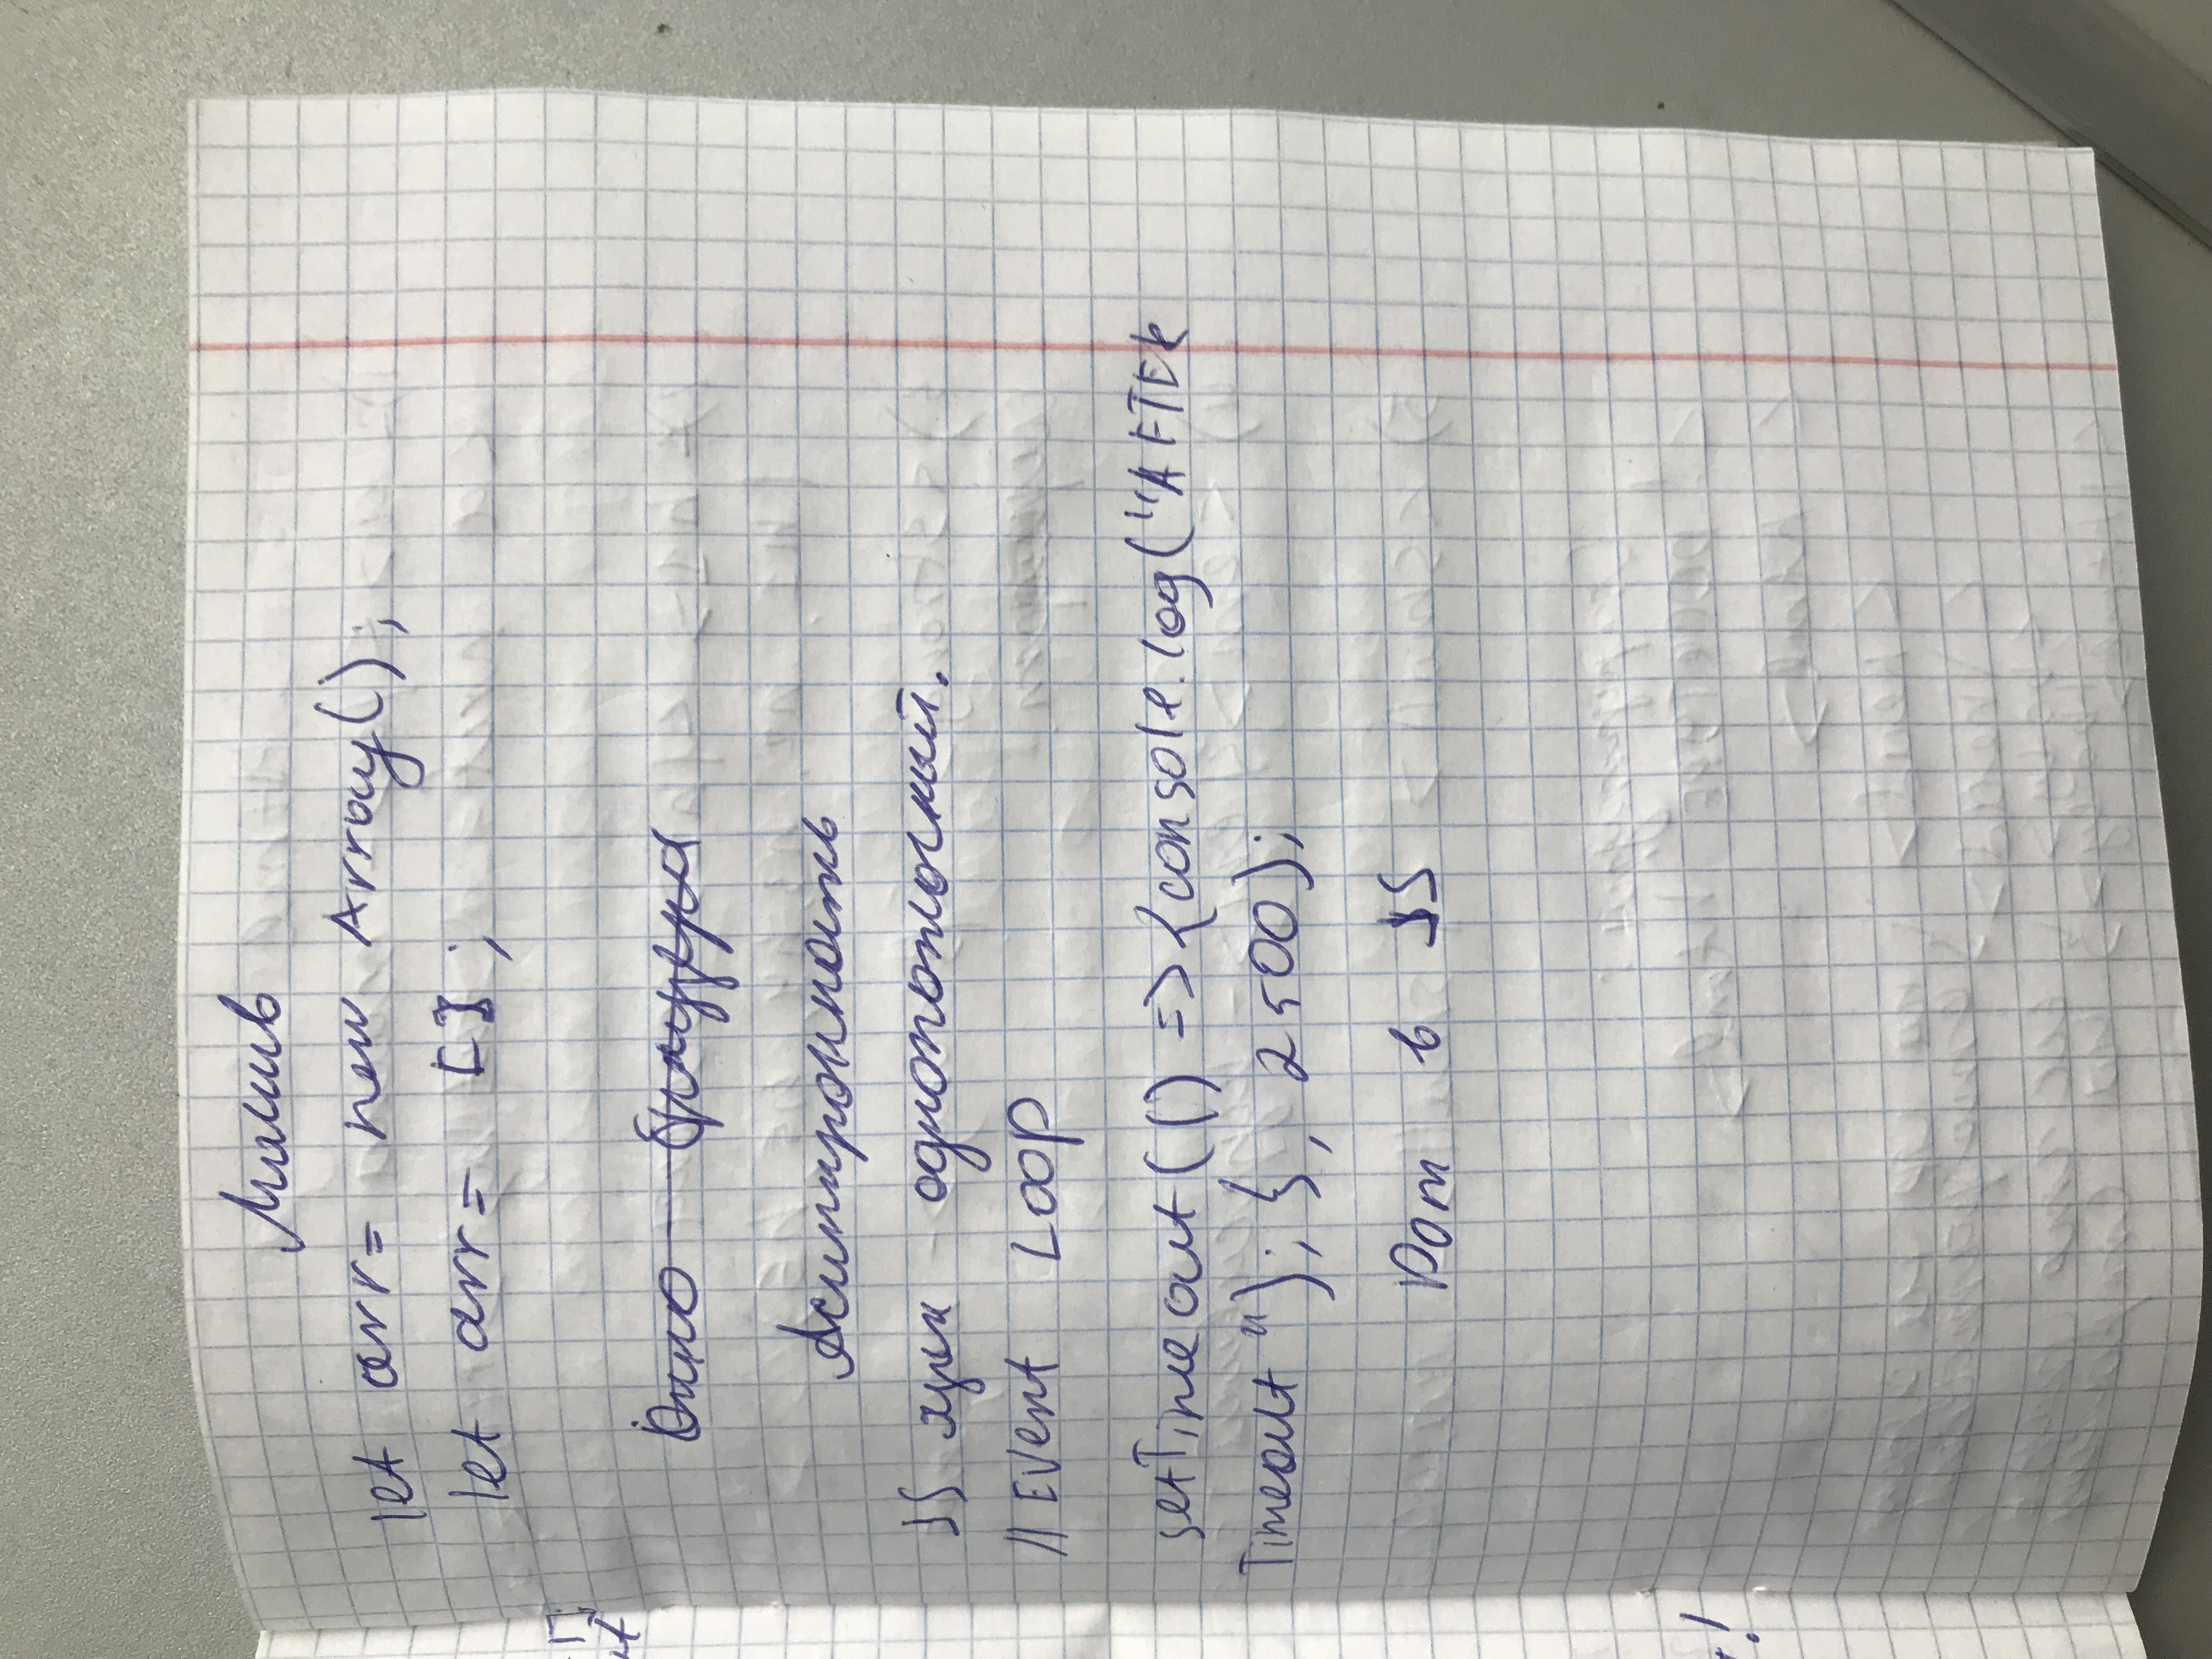 Массив
let arr = new Array();
let arr = [];
Окно браузера
Асинхронность
JS язык однопоточный.
// Event Loop
setTimeout(() => {console.log("AFTER
Timeout"); }, 2500);
Dom в JS